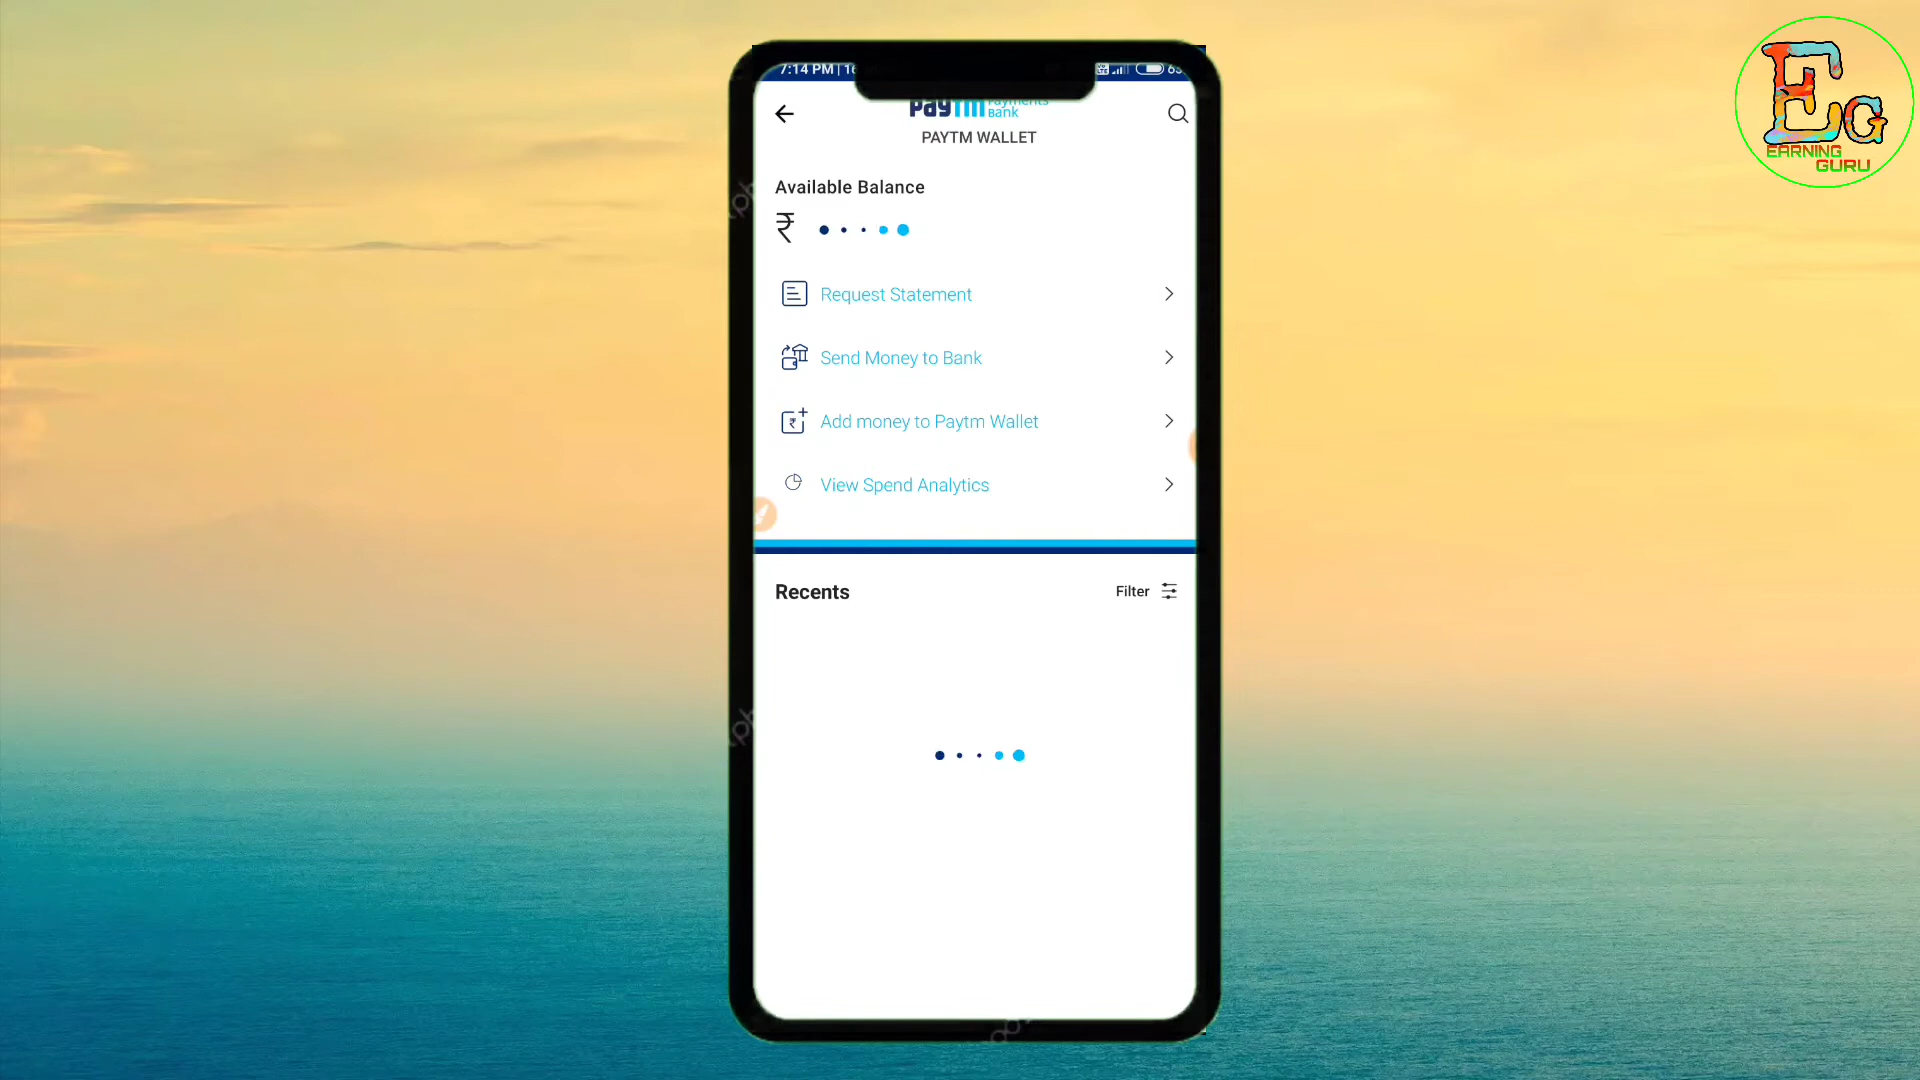 7:14 PM | 16
Paytm Payments Bank
PAYTM WALLET
Available Balance
₹
Request Statement
Send Money to Bank
Add money to Paytm Wallet
View Spend Analytics
Recents
Filter
EG
EARNING
GURU